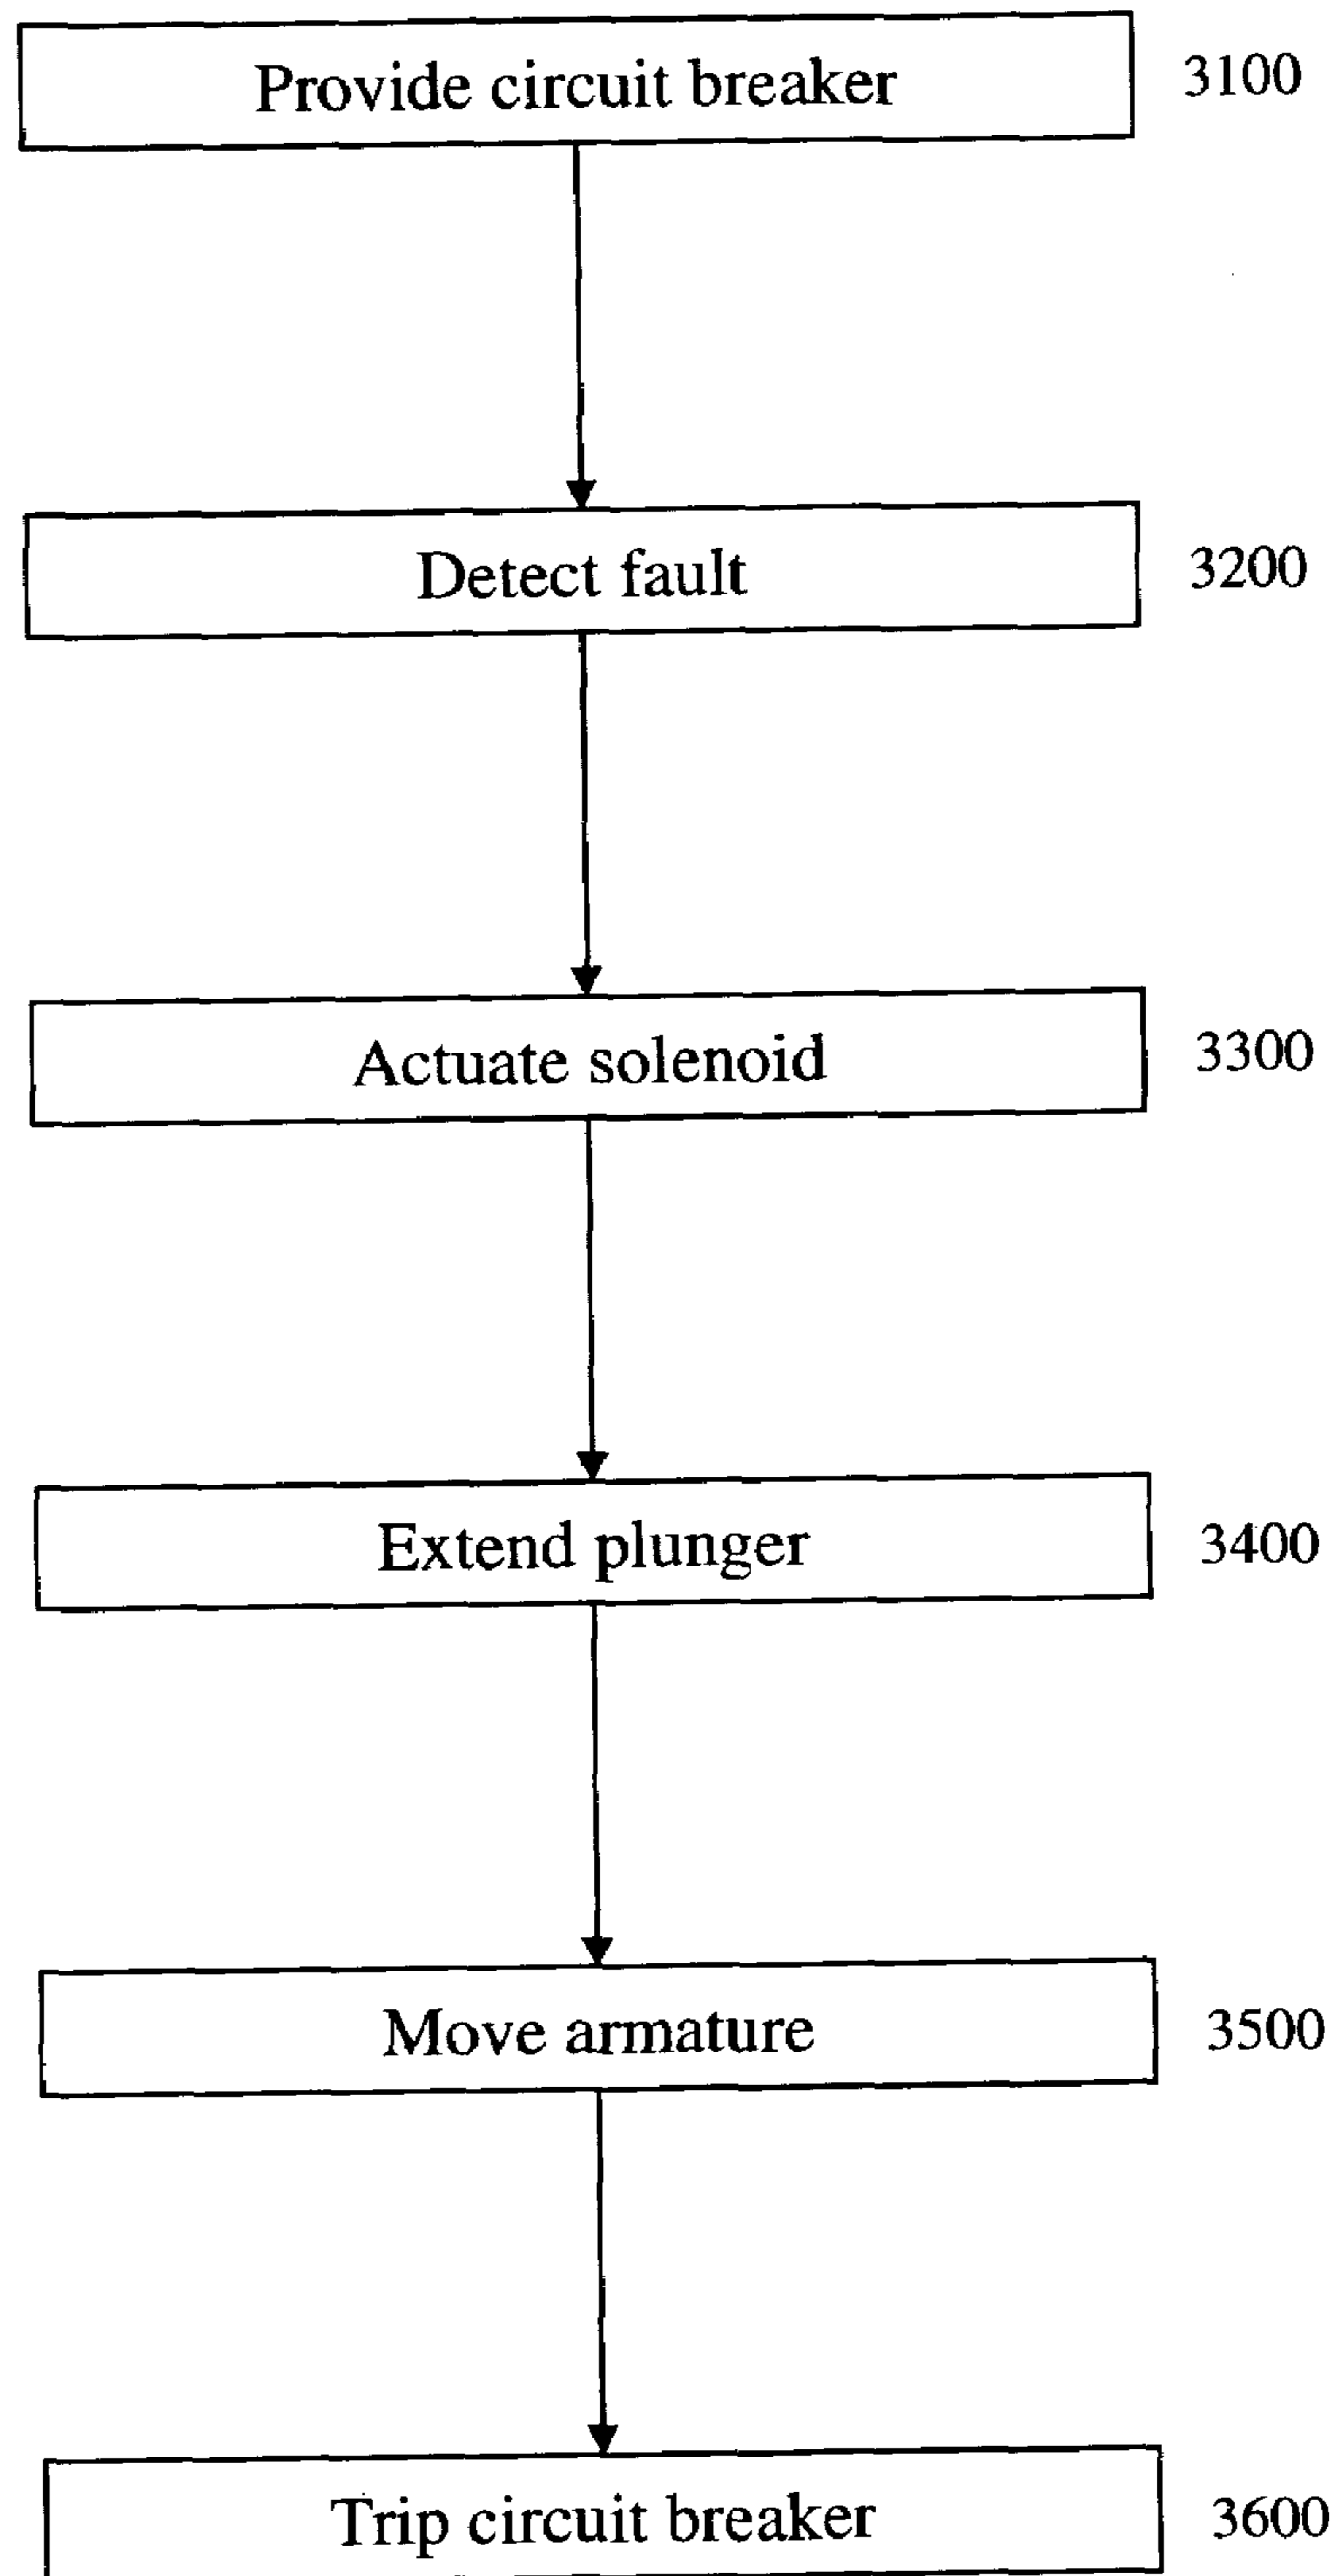 Provide circuit breaker 3100
Detect fault 3200
Actuate solenoid 3300
Extend plunger 3400
Move armature 3500
Trip circuit breaker 3600